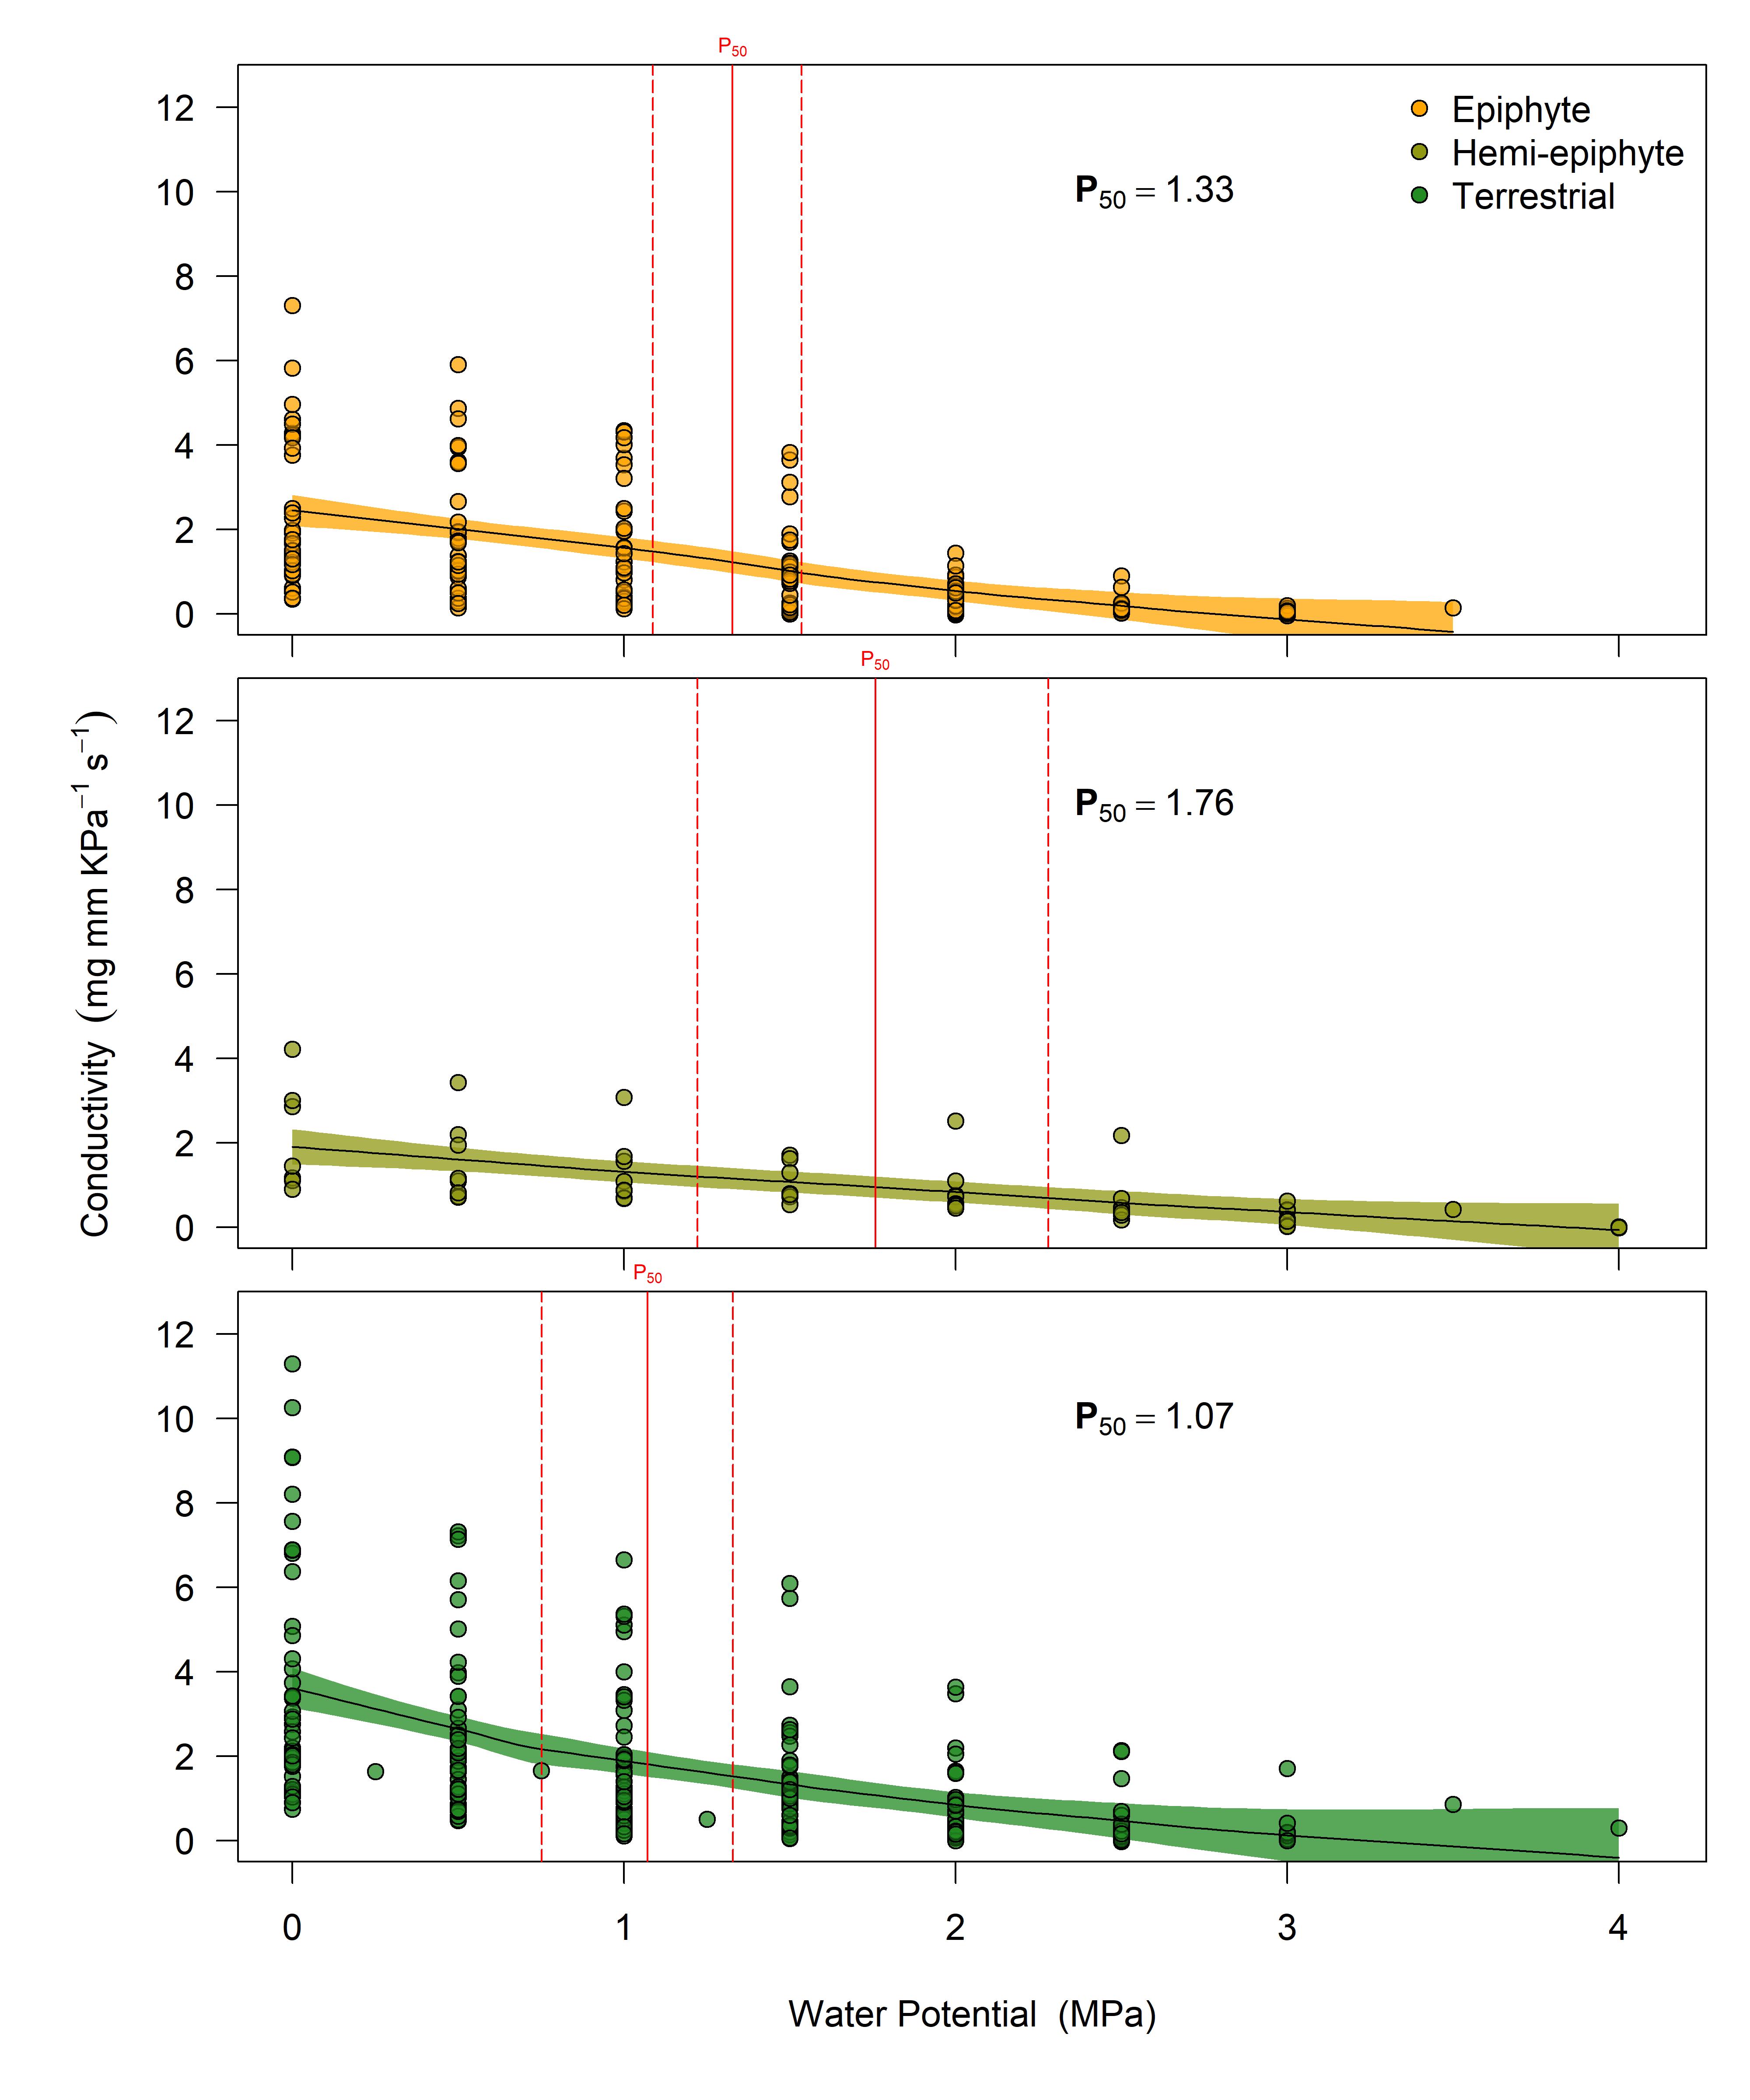 P50
12
10
8
6
4
2
0
Epiphyte
Hemi-epiphyte
Terrestrial
P50 = 1.33
P50
12
10
8
6
4
2
0
P50 = 1.76
Conductivity (mg mm KPa−1 s−1)
P50
12
10
8
6
4
2
0
P50 = 1.07
0 1 2 3 4
Water Potential (MPa)